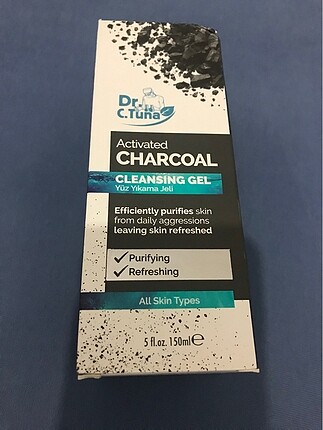 Dr.
C.Tuna
Activated
CHARCOAL
CLEANSING GEL
Yüz Yıkama Jeli
Efficiently purifies skin
from daily aggressions
leaving skin refreshed
Purifying
Refreshing
All Skin Types
5 fl.oz. 150ml℮